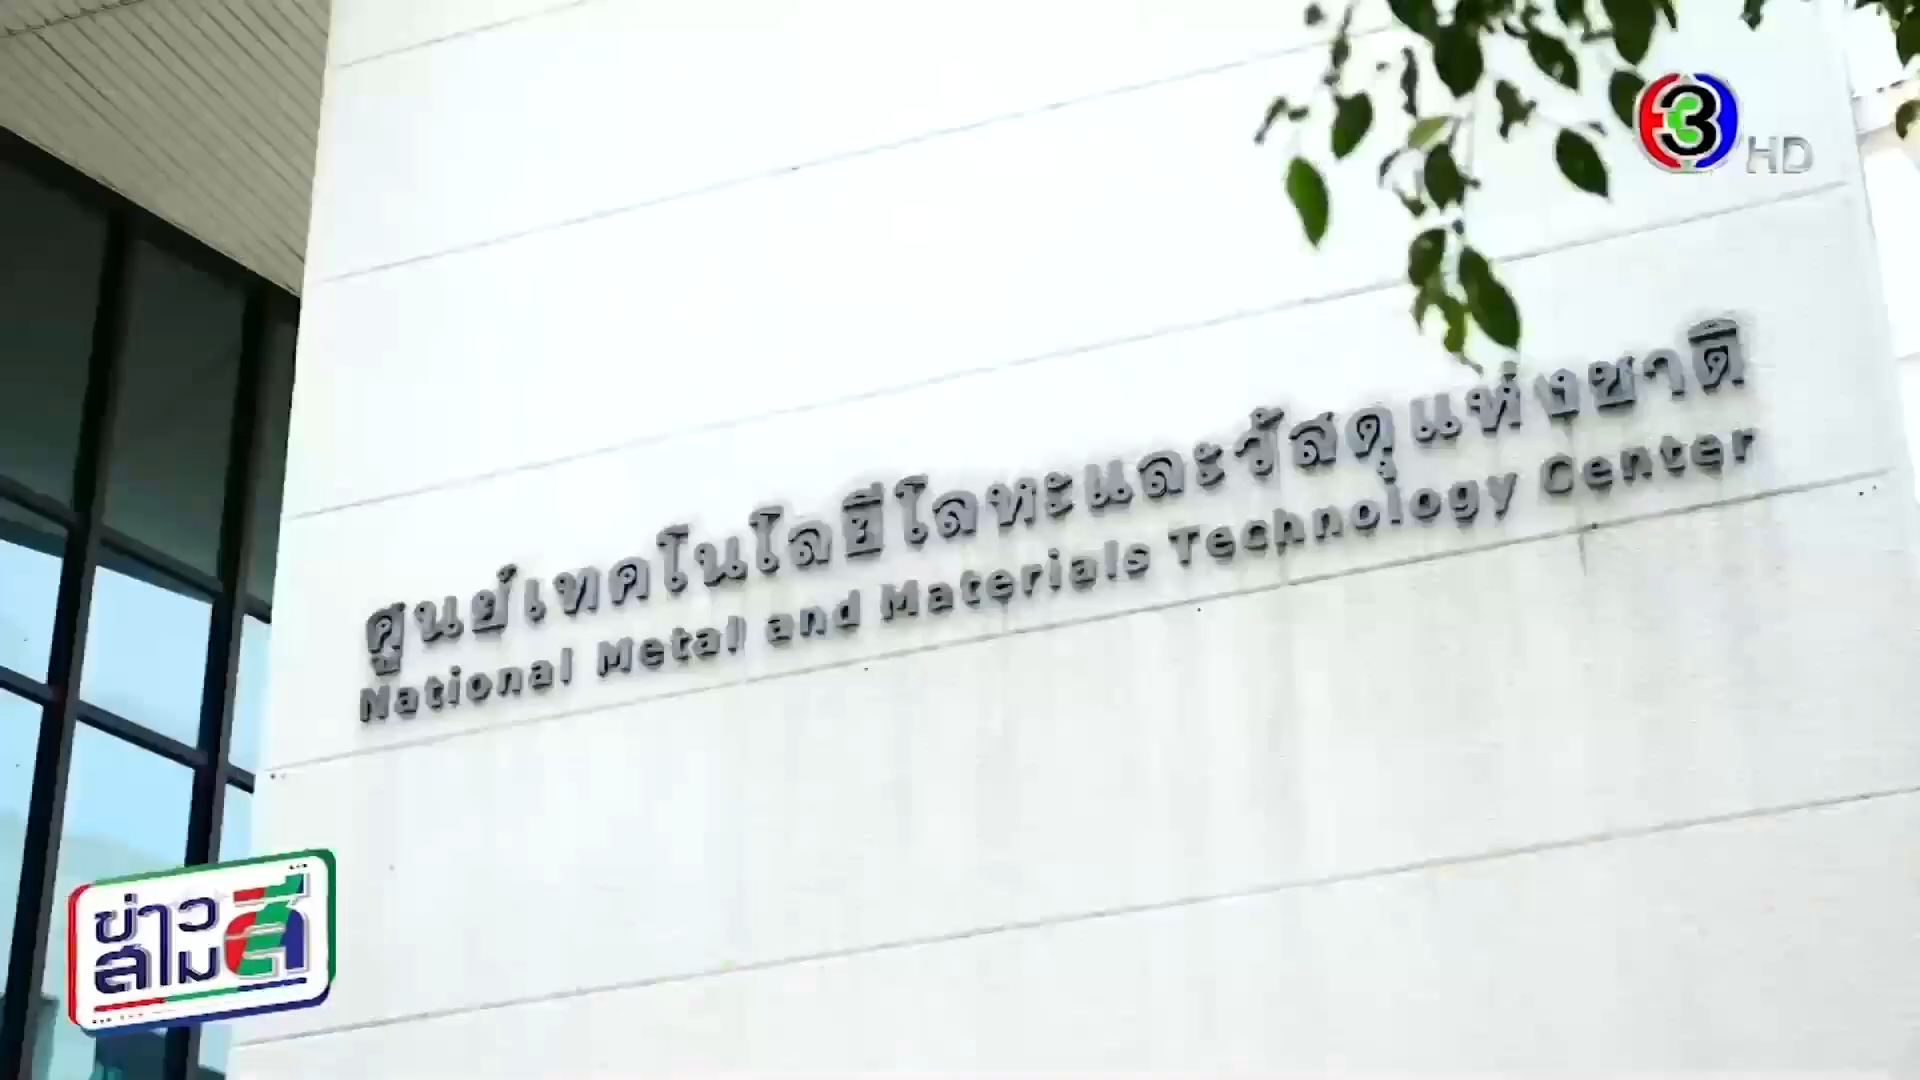 3 HD
ศูนย์เทคโนโลยีโลหะและวัสดุแห่งชาติ
National Metal and Materials Technology Center
ข่าว
สามสี